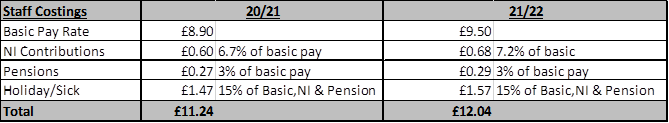 Staff Costings 20/21 21/22
Basic Pay Rate £8.90 £9.50
NI Contributions £0.60 6.7% of basic pay £0.68 7.2% of basic
Pensions £0.27 3% of basic pay £0.29 3% of basic pay
Holiday/Sick £1.47 15% of Basic,NI & Pension £1.57 15% of Basic,NI & Pension
Total £11.24 £12.04